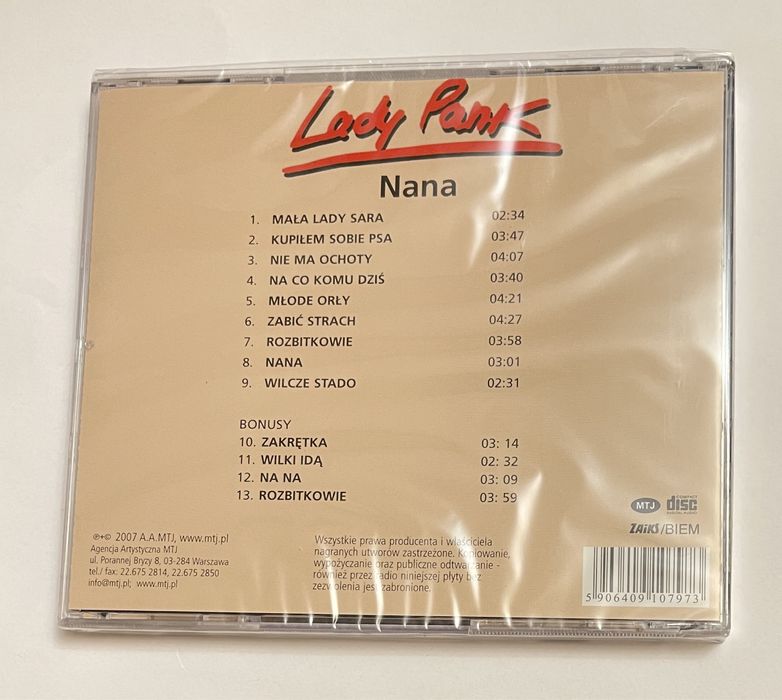 Lady Pank
Nana
1. MAŁA LADY SARA 02:34
2. KUPIŁEM SOBIE PSA 03:47
3. NIE MA OCHOTY 04:07
4. NA CO KOMU DZIŚ 03:40
5. MŁODE ORŁY 04:21
6. ZABIĆ STRACH 04:27
7. ROZBITKOWIE 03:58
8. NANA 03:01
9. WILCZE STADO 02:31
BONUSY
10. ZAKRĘTKA 03: 14
11. WILKI IDĄ 02: 32
12. NA NA 03: 09
13. ROZBITKOWIE 03: 59
MTJ COMPACT disc DIGITAL AUDIO
ZAiKS/BIEM
℗+© 2007 A.A.MTJ, www.mtj.pl
Agencja Artystyczna MTJ
ul. Porannej Bryzy 8, 03-284 Warszawa
tel./ fax: 22.675 2814, 22.675 2850
info@mtj.pl; www.mtj.pl
Wszystkie prawa producenta i właściciela
nagranych utworów zastrzeżone. Kopiowanie,
wypożyczanie oraz publiczne odtwarzanie -
również przez radio niniejszej płyty bez
zezwolenia jest zabronione.
5 906409 107973